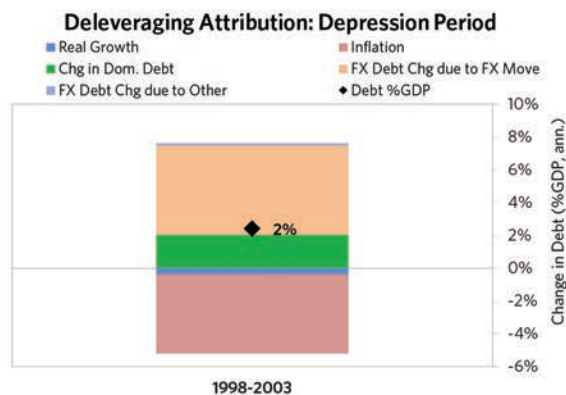 Deleveraging Attribution: Depression Period
Real Growth
Inflation
Chg in Dom. Debt
FX Debt Chg due to FX Move
FX Debt Chg due to Other
Debt %GDP
10%
8%
6%
4%
2%
0%
-2%
-4%
-6%
Change in Debt (%GDP, ann.)
2%
1998-2003